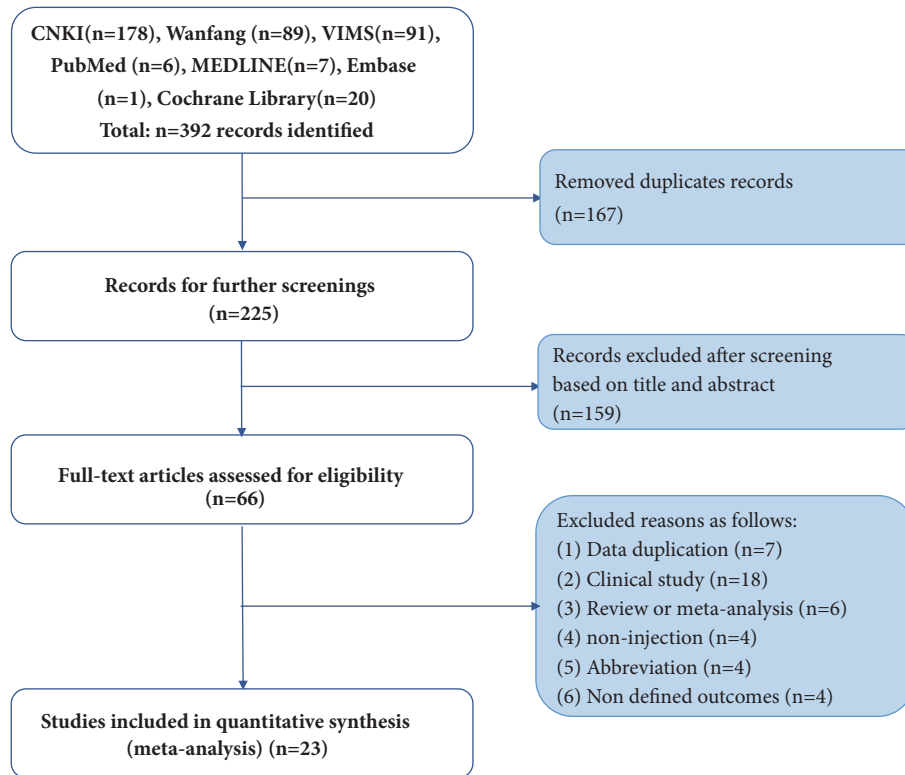 CNKI(n=178), Wanfang (n=89), VIMS(n=91),
PubMed (n=6), MEDLINE(n=7), Embase
(n=1), Cochrane Library(n=20)
Total: n=392 records identified
Removed duplicates records
(n=167)
Records for further screenings
(n=225)
Records excluded after screening
based on title and abstract
(n=159)
Full-text articles assessed for eligibility
(n=66)
Excluded reasons as follows:
(1) Data duplication (n=7)
(2) Clinical study (n=18)
(3) Review or meta-analysis (n=6)
(4) non-injection (n=4)
(5) Abbreviation (n=4)
(6) Non defined outcomes (n=4)
Studies included in quantitative synthesis
(meta-analysis) (n=23)